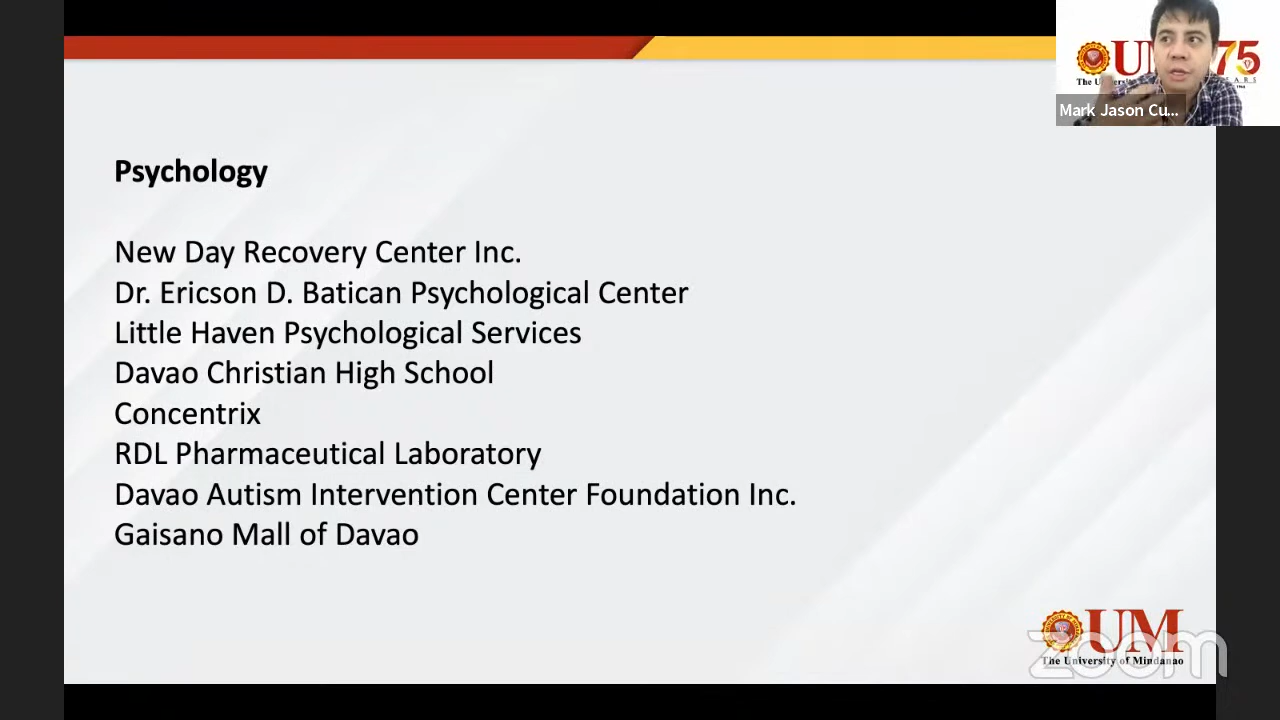 Psychology
New Day Recovery Center Inc.
Dr. Ericson D. Batican Psychological Center
Little Haven Psychological Services
Davao Christian High School
Concentrix
RDL Pharmaceutical Laboratory
Davao Autism Intervention Center Foundation Inc.
Gaisano Mall of Davao
75
Mark Jason Cu...
UM
The University of Mindanao
zoom